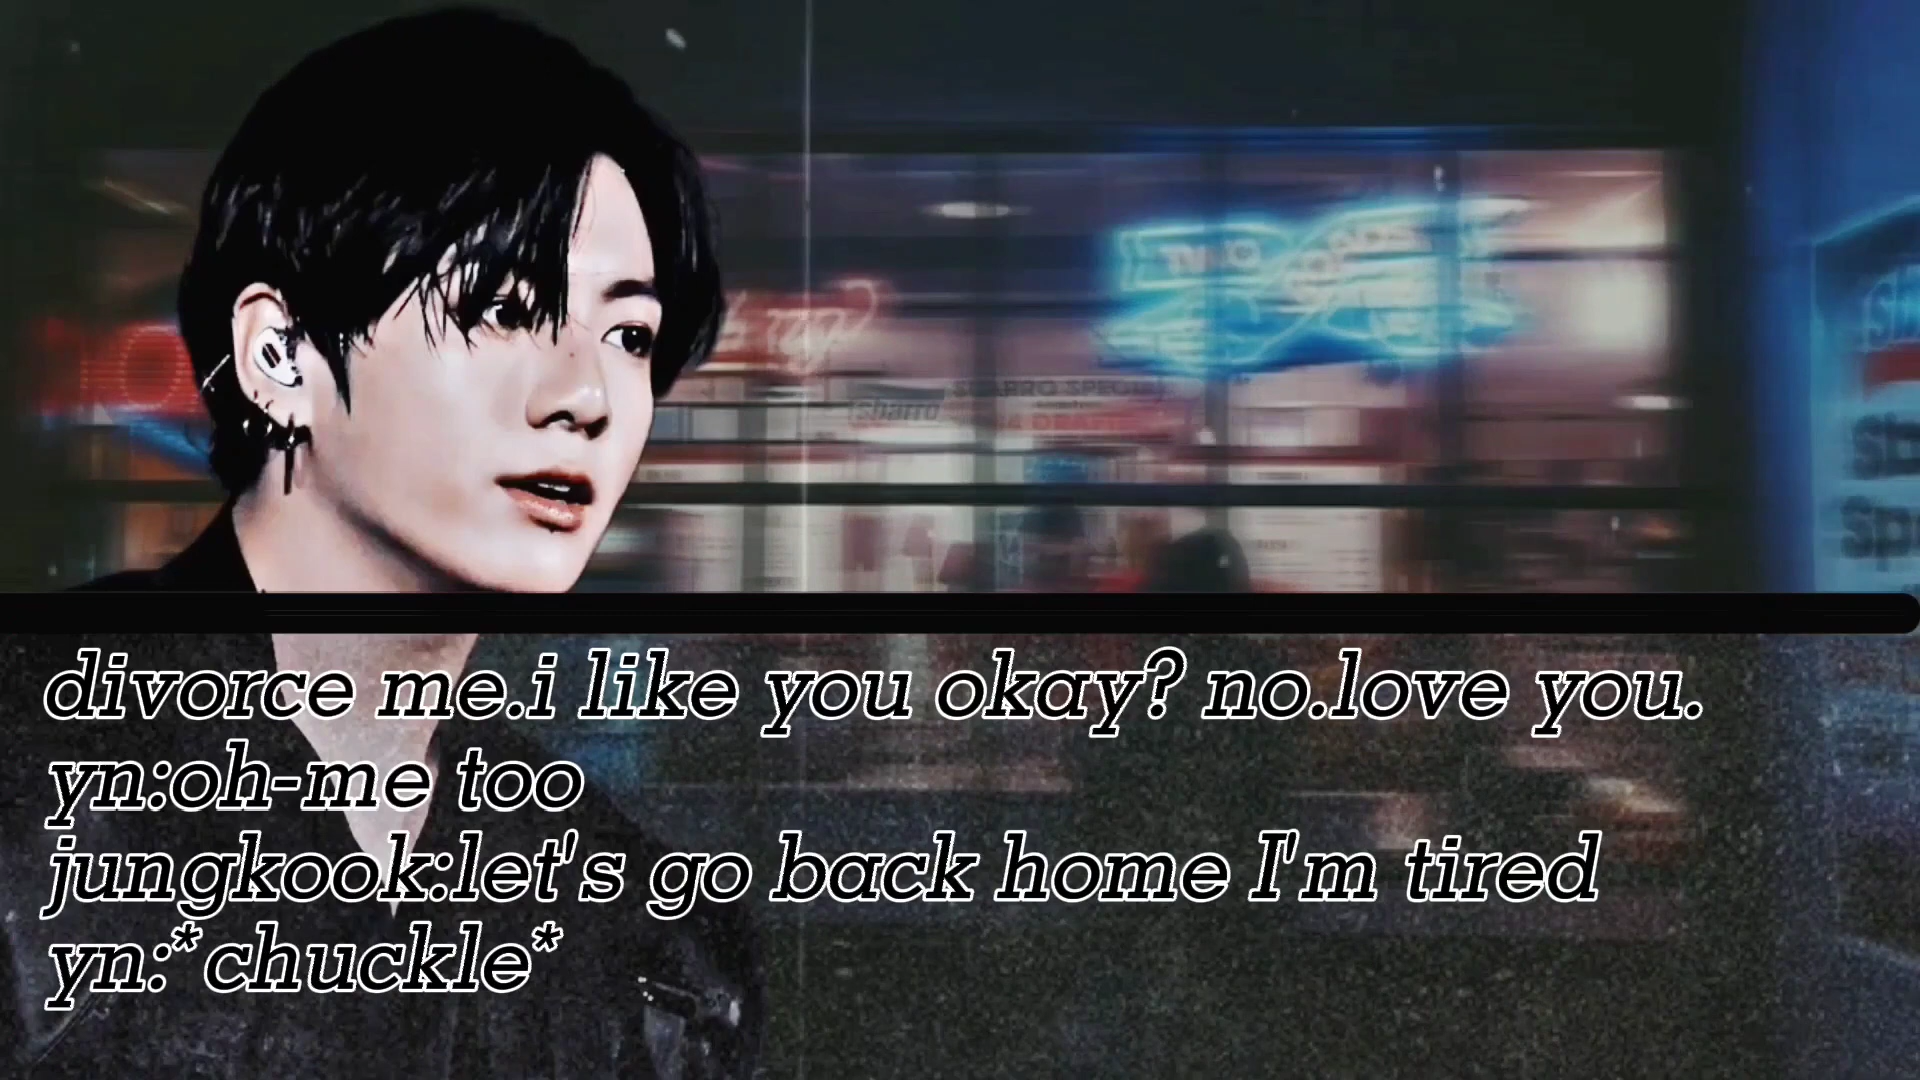 divorce me.i like you okay? no.love you.
yn:oh-me too
jungkook:let's go back home I'm tired
yn:*chuckle*